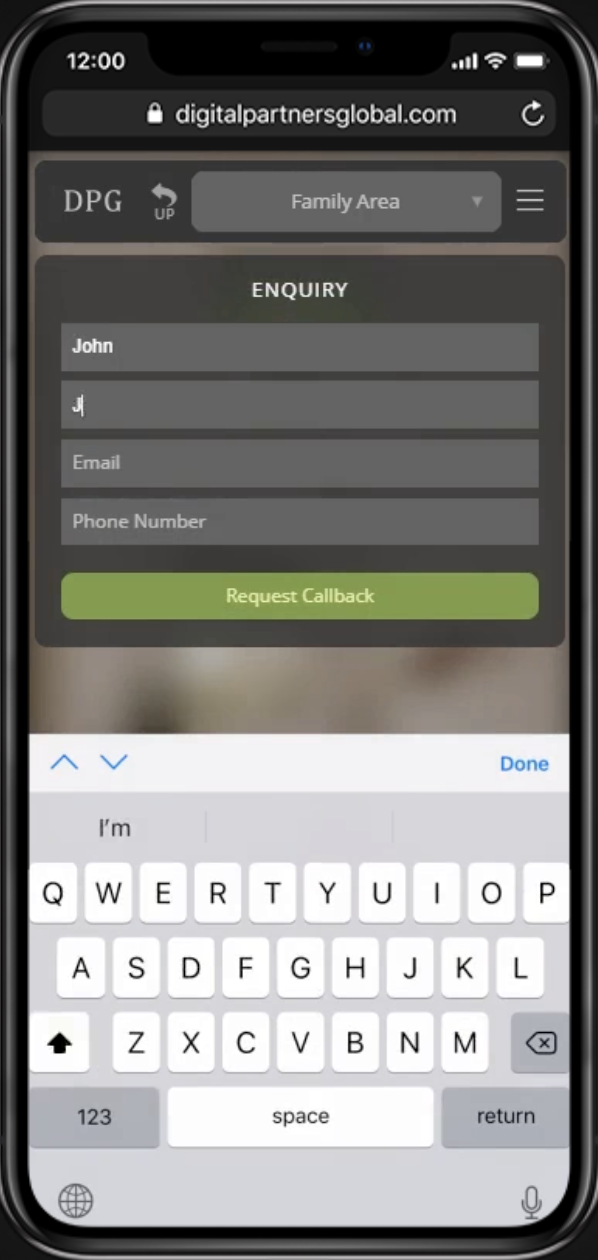 12:00
digitalpartnersglobal.com
DPG UP Family Area
ENQUIRY
John
J
Email
Phone Number
Request Callback
Done
I'm
Q W E R T Y U I O P
A S D F G H J K L
Z X C V B N M
123 space return